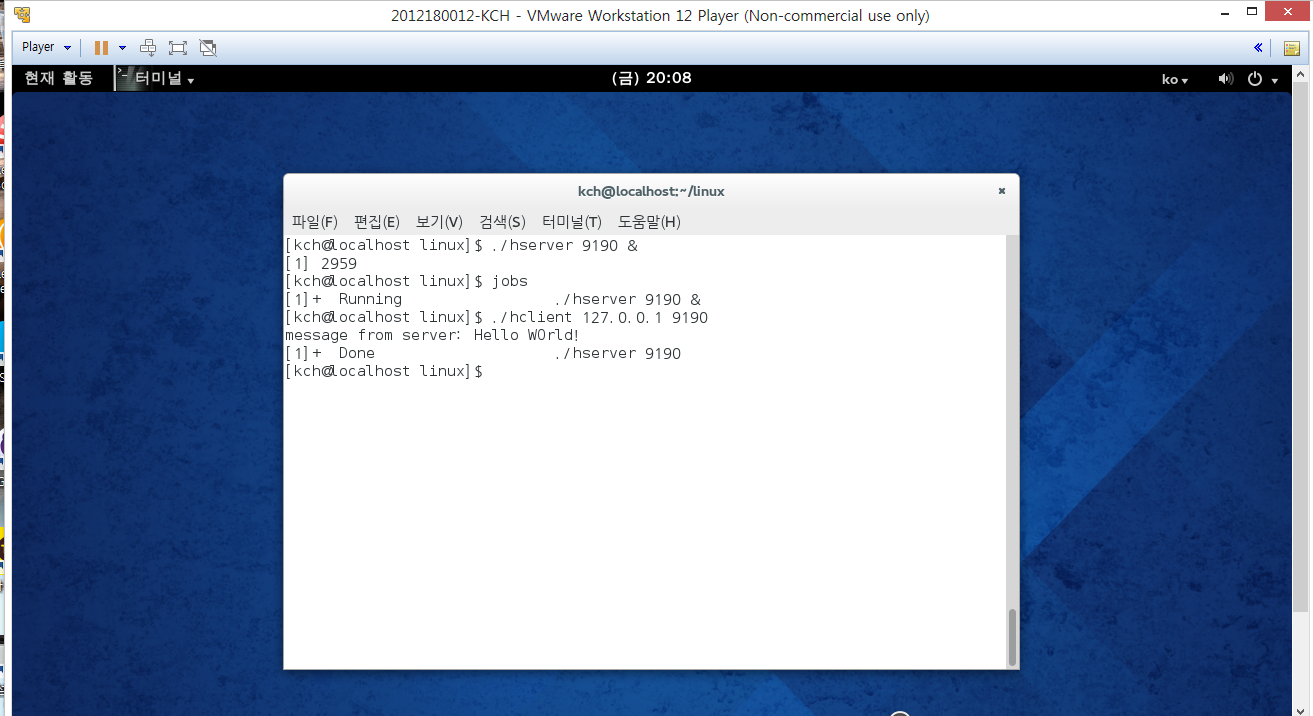 2012180012-KCH - VMware Workstation 12 Player (Non-commercial use only)
Player
현재 활동 터미널 (금) 20:08 ko
kch@localhost:~/linux
파일(F) 편집(E) 보기(V) 검색(S) 터미널(T) 도움말(H)
[kch@localhost linux]$ ./hserver 9190 &
[1] 2959
[kch@localhost linux]$ jobs
[1]+  Running                 ./hserver 9190 &
[kch@localhost linux]$ ./hclient 127.0.0.1 9190
message from server: Hello W0rld!
[1]+  Done                    ./hserver 9190
[kch@localhost linux]$